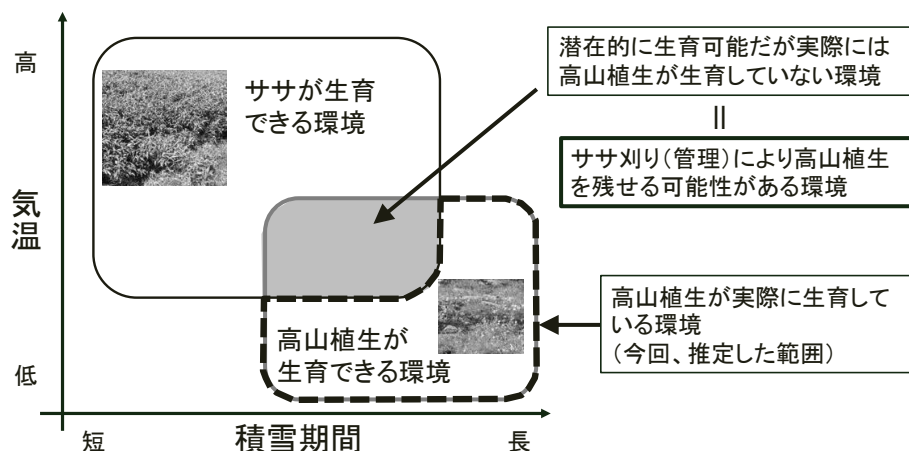 高
気温
低
短
積雪期間
長
ササが生育
できる環境
高山植生が
生育できる環境
潜在的に生育可能だが実際には
高山植生が生育していない環境
=
ササ刈り(管理)により高山植生
を残せる可能性がある環境
高山植生が実際に生育して
いる環境
(今回、推定した範囲)